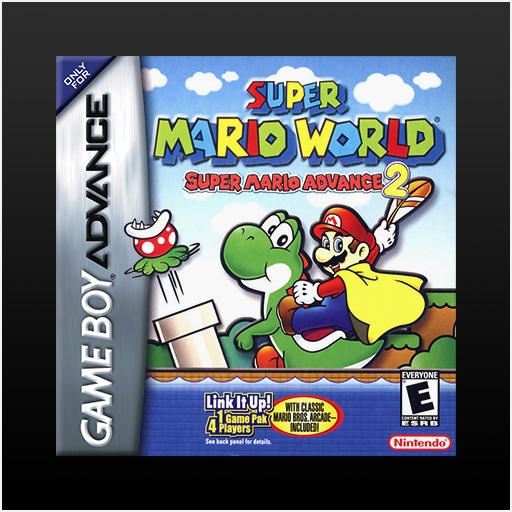 ONLY
FOR
GAME BOY ADVANCE
SUPER
MARIO WORLD®
SUPER MARIO ADVANCE 2
Link It Up!
1 Game Pak
4 Players
See back panel for details.
WITH CLASSIC
MARIO BROS. ARCADE—
INCLUDED!
EVERYONE
E
CONTENT RATED BY
ESRB
Nintendo